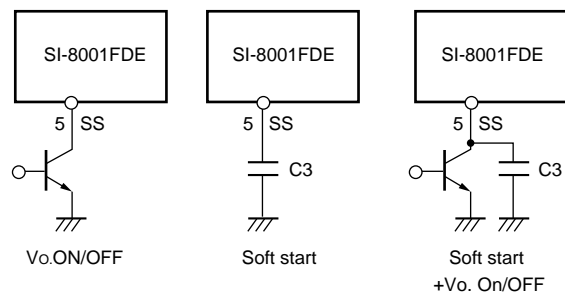 SI-8001FDE SI-8001FDE SI-8001FDE
5 SS 5 SS 5 SS
C3 C3
Vo.ON/OFF Soft start Soft start
+Vo. On/OFF